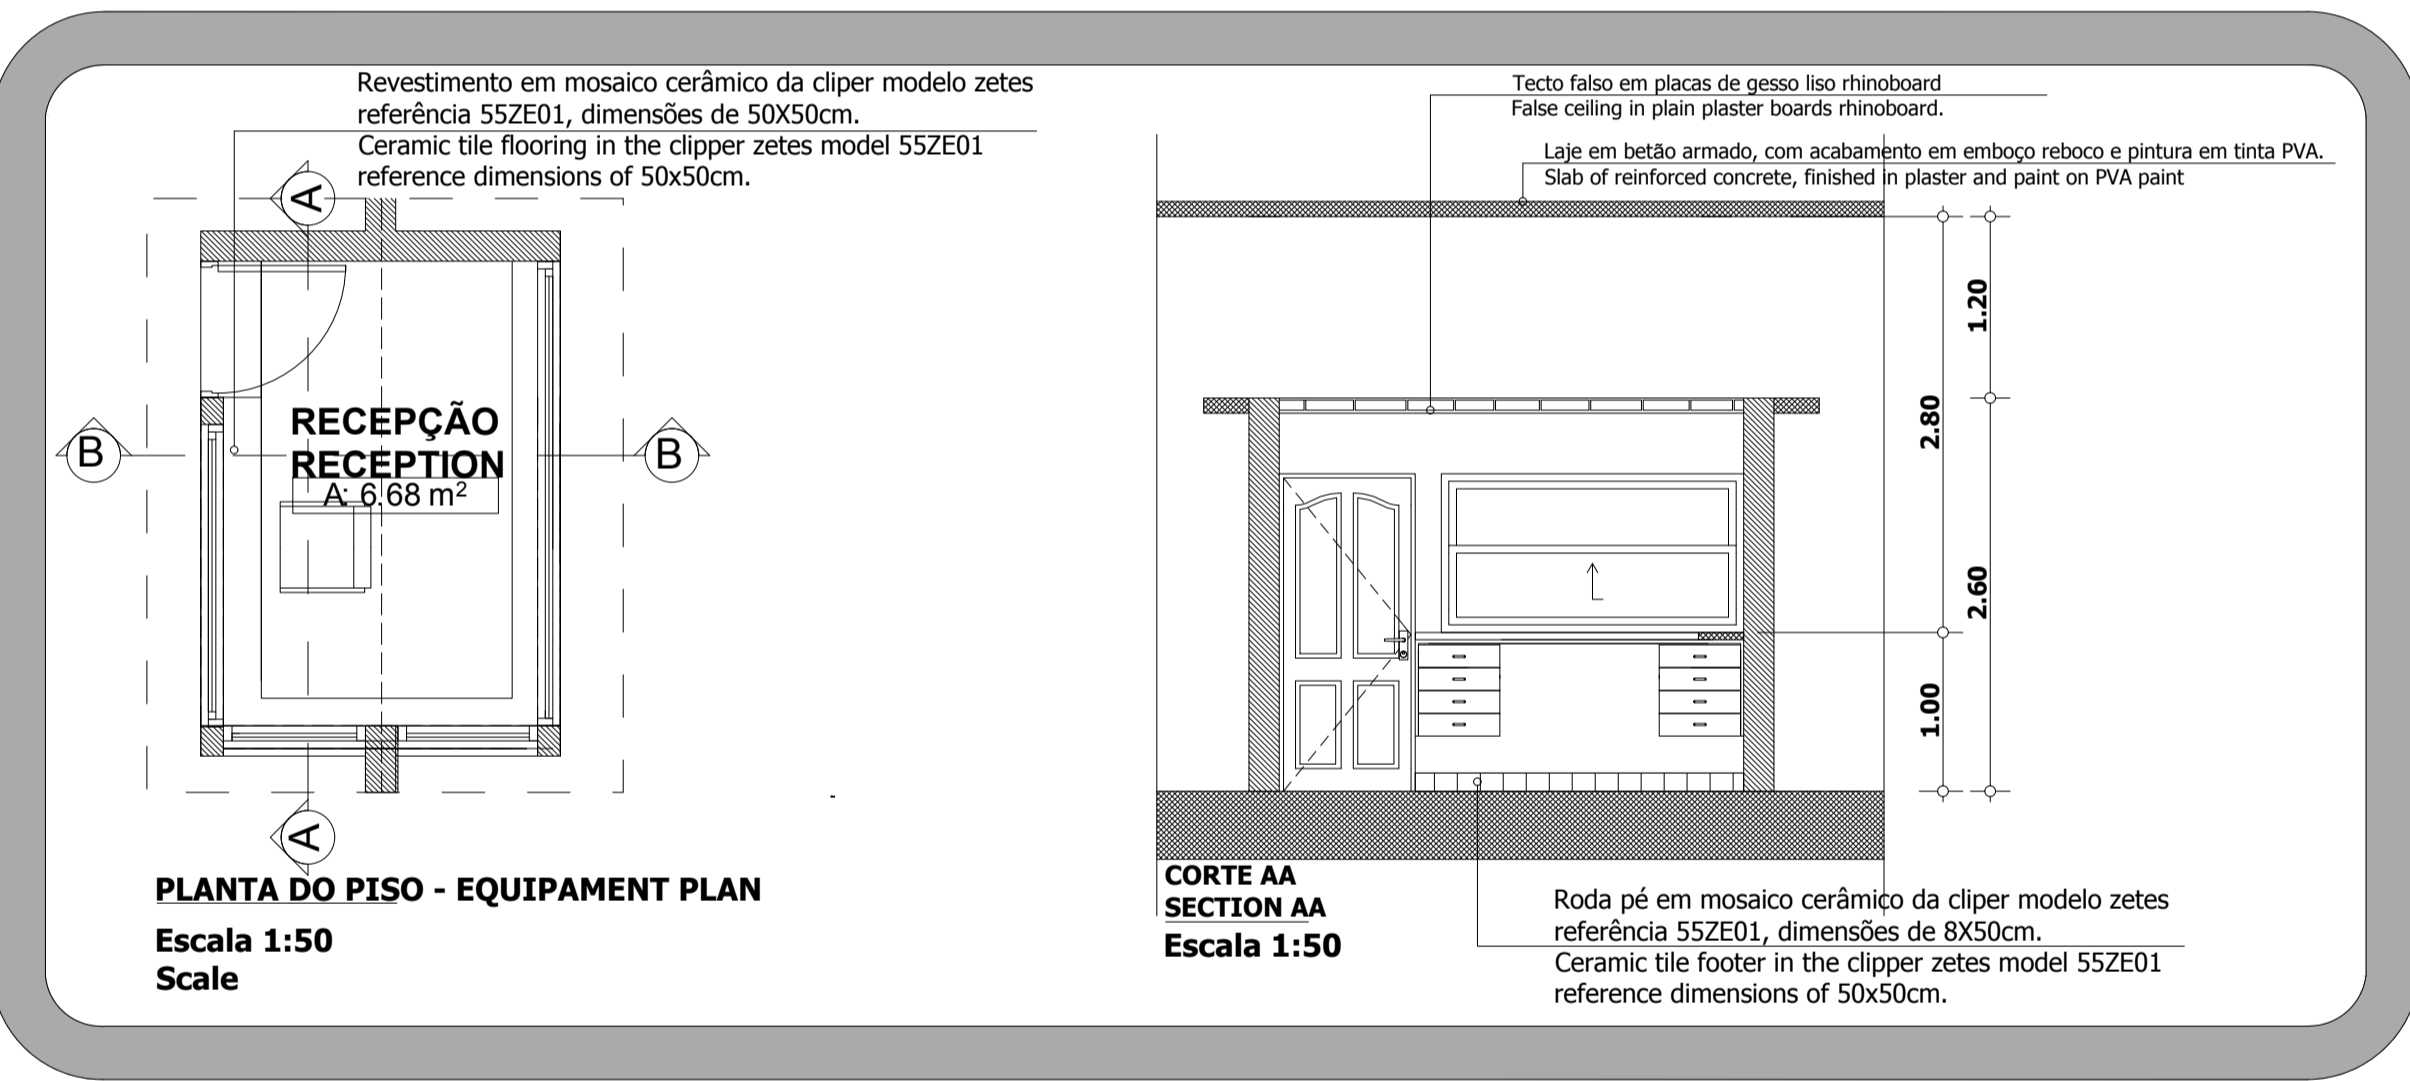 Revestimento em mosaico cerâmico da cliper modelo zetes
referência 55ZE01, dimensões de 50X50cm.
Ceramic tile flooring in the clipper zetes model 55ZE01
reference dimensions of 50x50cm.
A
B
RECEPÇÃO
RECEPTION
A: 6.68 m²
B
A
PLANTA DO PISO - EQUIPAMENT PLAN
Escala 1:50
Scale
Tecto falso em placas de gesso liso rhinoboard
False ceiling in plain plaster boards rhinoboard.
Laje em betão armado, com acabamento em emboço reboco e pintura em tinta PVA.
Slab of reinforced concrete, finished in plaster and paint on PVA paint
1.20
2.80
2.60
1.00
CORTE AA
SECTION AA
Escala 1:50
Roda pé em mosaico cerâmico da cliper modelo zetes
referência 55ZE01, dimensões de 8X50cm.
Ceramic tile footer in the clipper zetes model 55ZE01
reference dimensions of 50x50cm.